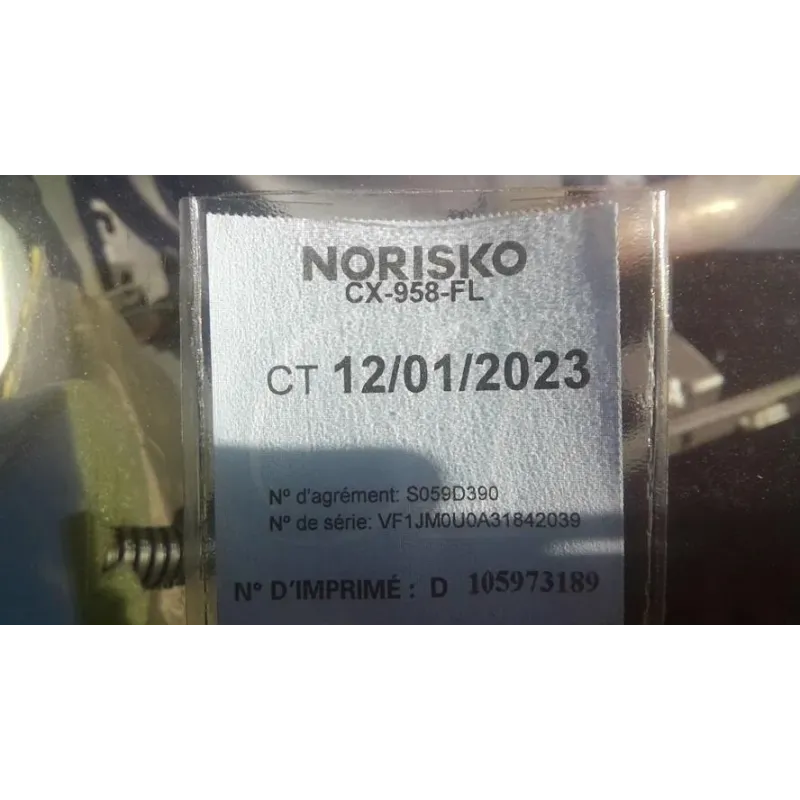 NORISKO
CX-958-FL
CT 12/01/2023
N° d'agrément: S059D390
N° de série: VF1JM0U0A31842039
N° D'IMPRIMÉ : D 105973189